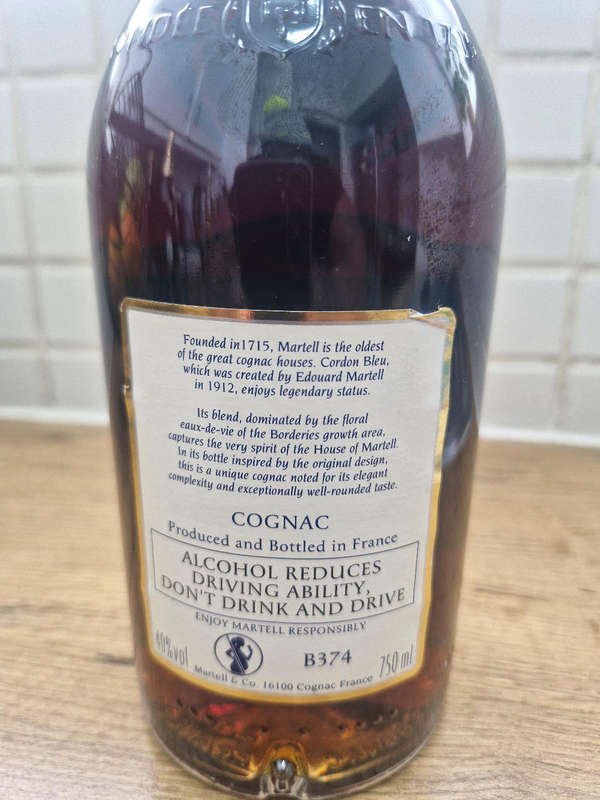 FONDÉE EN
Founded in1715, Martell is the oldest
of the great cognac houses. Cordon Bleu,
which was created by Edouard Martell
in 1912, enjoys legendary status.
Its blend, dominated by the floral
eaux-de-vie of the Borderies growth area,
captures the very spirit of the House of Martell.
In its bottle inspired by the original design,
this is a unique cognac noted for its elegant
complexity and exceptionally well-rounded taste.
COGNAC
Produced and Bottled in France
ALCOHOL REDUCES
DRIVING ABILITY,
DON'T DRINK AND DRIVE
ENJOY MARTELL RESPONSIBLY
40%vol B374 750 ml
Martell & Co. 16100 Cognac France